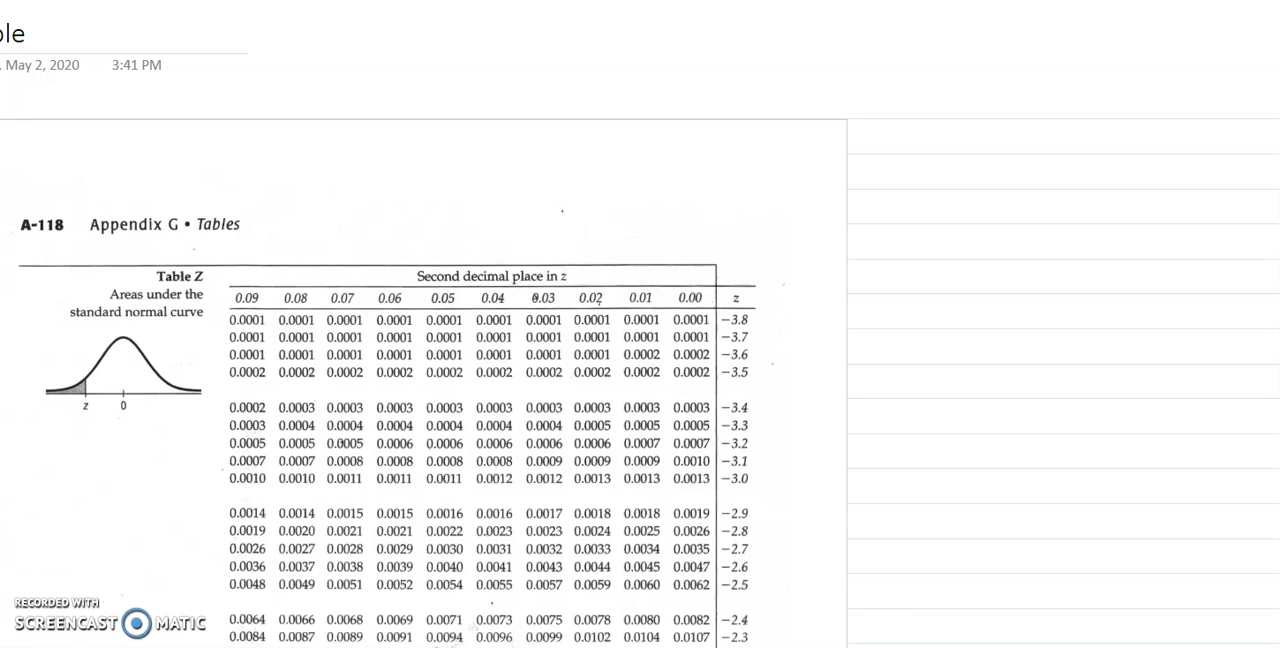 ole
, May 2, 2020 3:41 PM
A-118 Appendix G • Tables
Table Z
Areas under the
standard normal curve
z 0
Second decimal place in z
0.09 0.08 0.07 0.06 0.05 0.04 0.03 0.02 0.01 0.00 z
0.0001 0.0001 0.0001 0.0001 0.0001 0.0001 0.0001 0.0001 0.0001 0.0001 −3.8
0.0001 0.0001 0.0001 0.0001 0.0001 0.0001 0.0001 0.0001 0.0001 0.0001 −3.7
0.0001 0.0001 0.0001 0.0001 0.0001 0.0001 0.0001 0.0001 0.0002 0.0002 −3.6
0.0002 0.0002 0.0002 0.0002 0.0002 0.0002 0.0002 0.0002 0.0002 0.0002 −3.5
0.0002 0.0003 0.0003 0.0003 0.0003 0.0003 0.0003 0.0003 0.0003 0.0003 −3.4
0.0003 0.0004 0.0004 0.0004 0.0004 0.0004 0.0004 0.0005 0.0005 0.0005 −3.3
0.0005 0.0005 0.0005 0.0006 0.0006 0.0006 0.0006 0.0006 0.0007 0.0007 −3.2
0.0007 0.0007 0.0008 0.0008 0.0008 0.0008 0.0009 0.0009 0.0009 0.0010 −3.1
0.0010 0.0010 0.0011 0.0011 0.0011 0.0012 0.0012 0.0013 0.0013 0.0013 −3.0
0.0014 0.0014 0.0015 0.0015 0.0016 0.0016 0.0017 0.0018 0.0018 0.0019 −2.9
0.0019 0.0020 0.0021 0.0021 0.0022 0.0023 0.0023 0.0024 0.0025 0.0026 −2.8
0.0026 0.0027 0.0028 0.0029 0.0030 0.0031 0.0032 0.0033 0.0034 0.0035 −2.7
0.0036 0.0037 0.0038 0.0039 0.0040 0.0041 0.0043 0.0044 0.0045 0.0047 −2.6
0.0048 0.0049 0.0051 0.0052 0.0054 0.0055 0.0057 0.0059 0.0060 0.0062 −2.5
0.0064 0.0066 0.0068 0.0069 0.0071 0.0073 0.0075 0.0078 0.0080 0.0082 −2.4
0.0084 0.0087 0.0089 0.0091 0.0094 0.0096 0.0099 0.0102 0.0104 0.0107 −2.3
RECORDED WITH
SCREENCAST MATIC